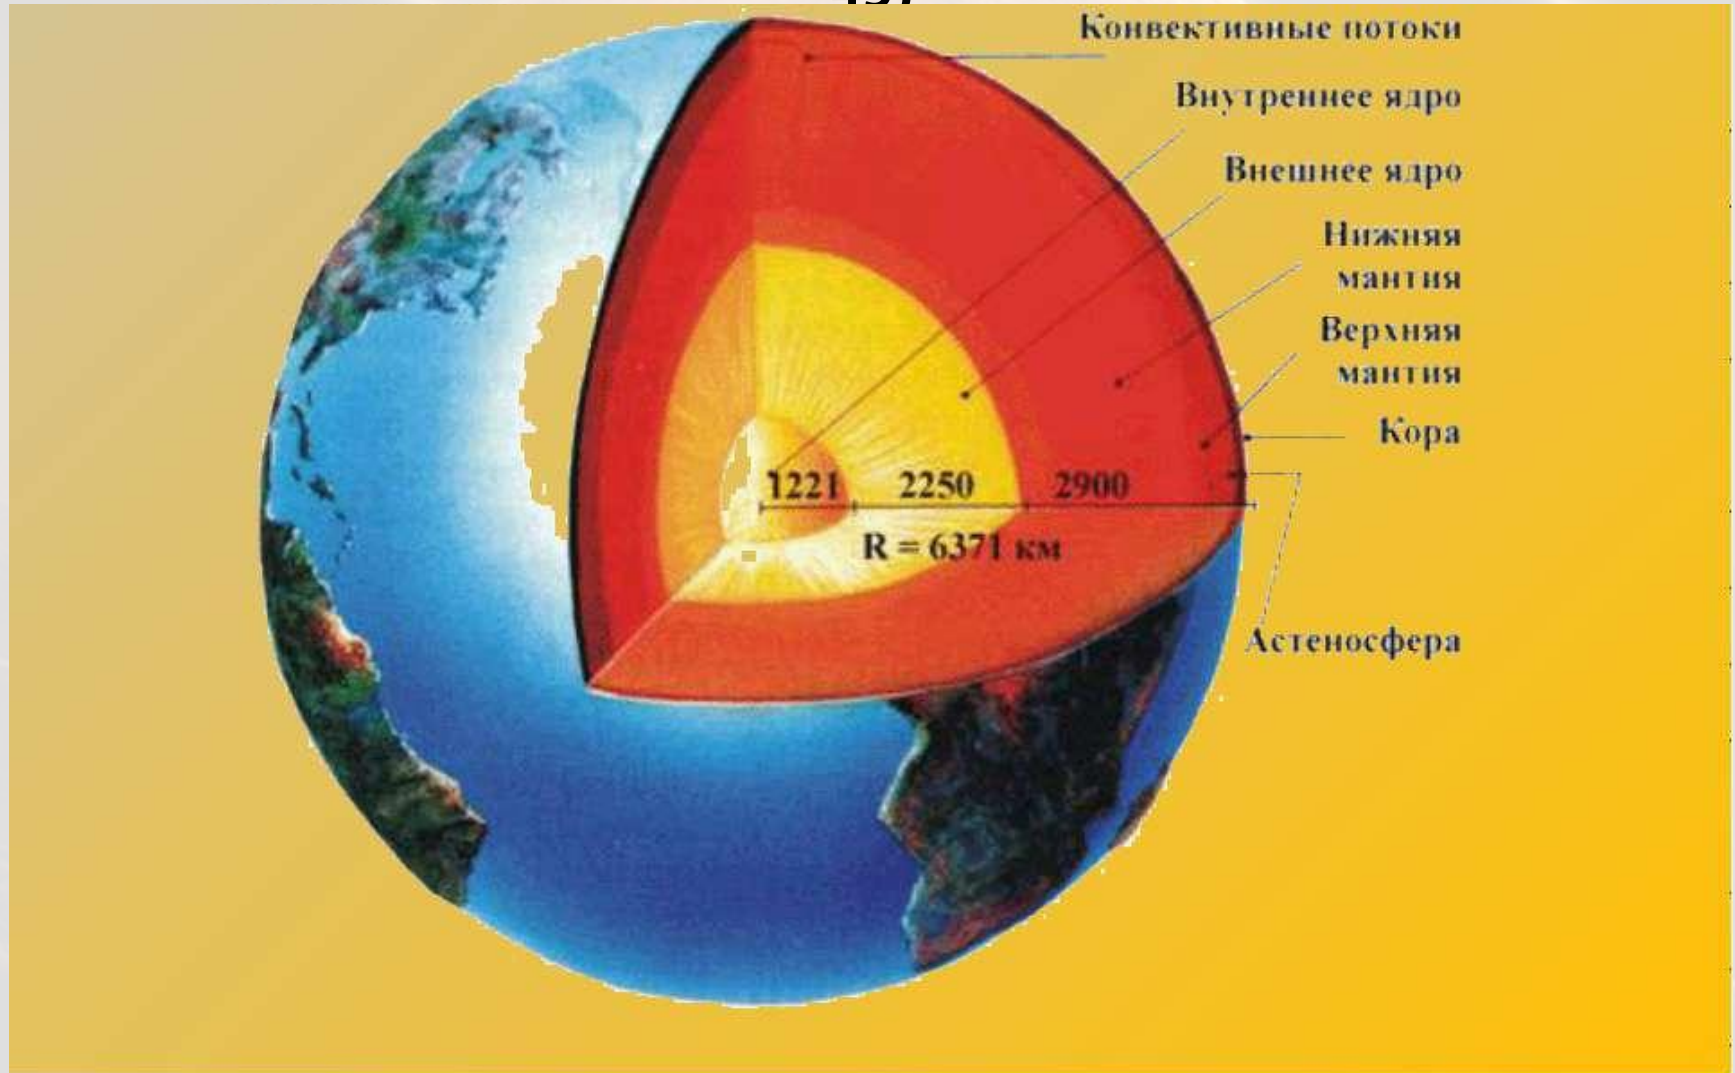 Конвективные потоки
Внутреннее ядро
Внешнее ядро
Нижняя
мантия
Верхняя
мантия
Кора
1221 2250 2900
R = 6371 км
Астеносфера